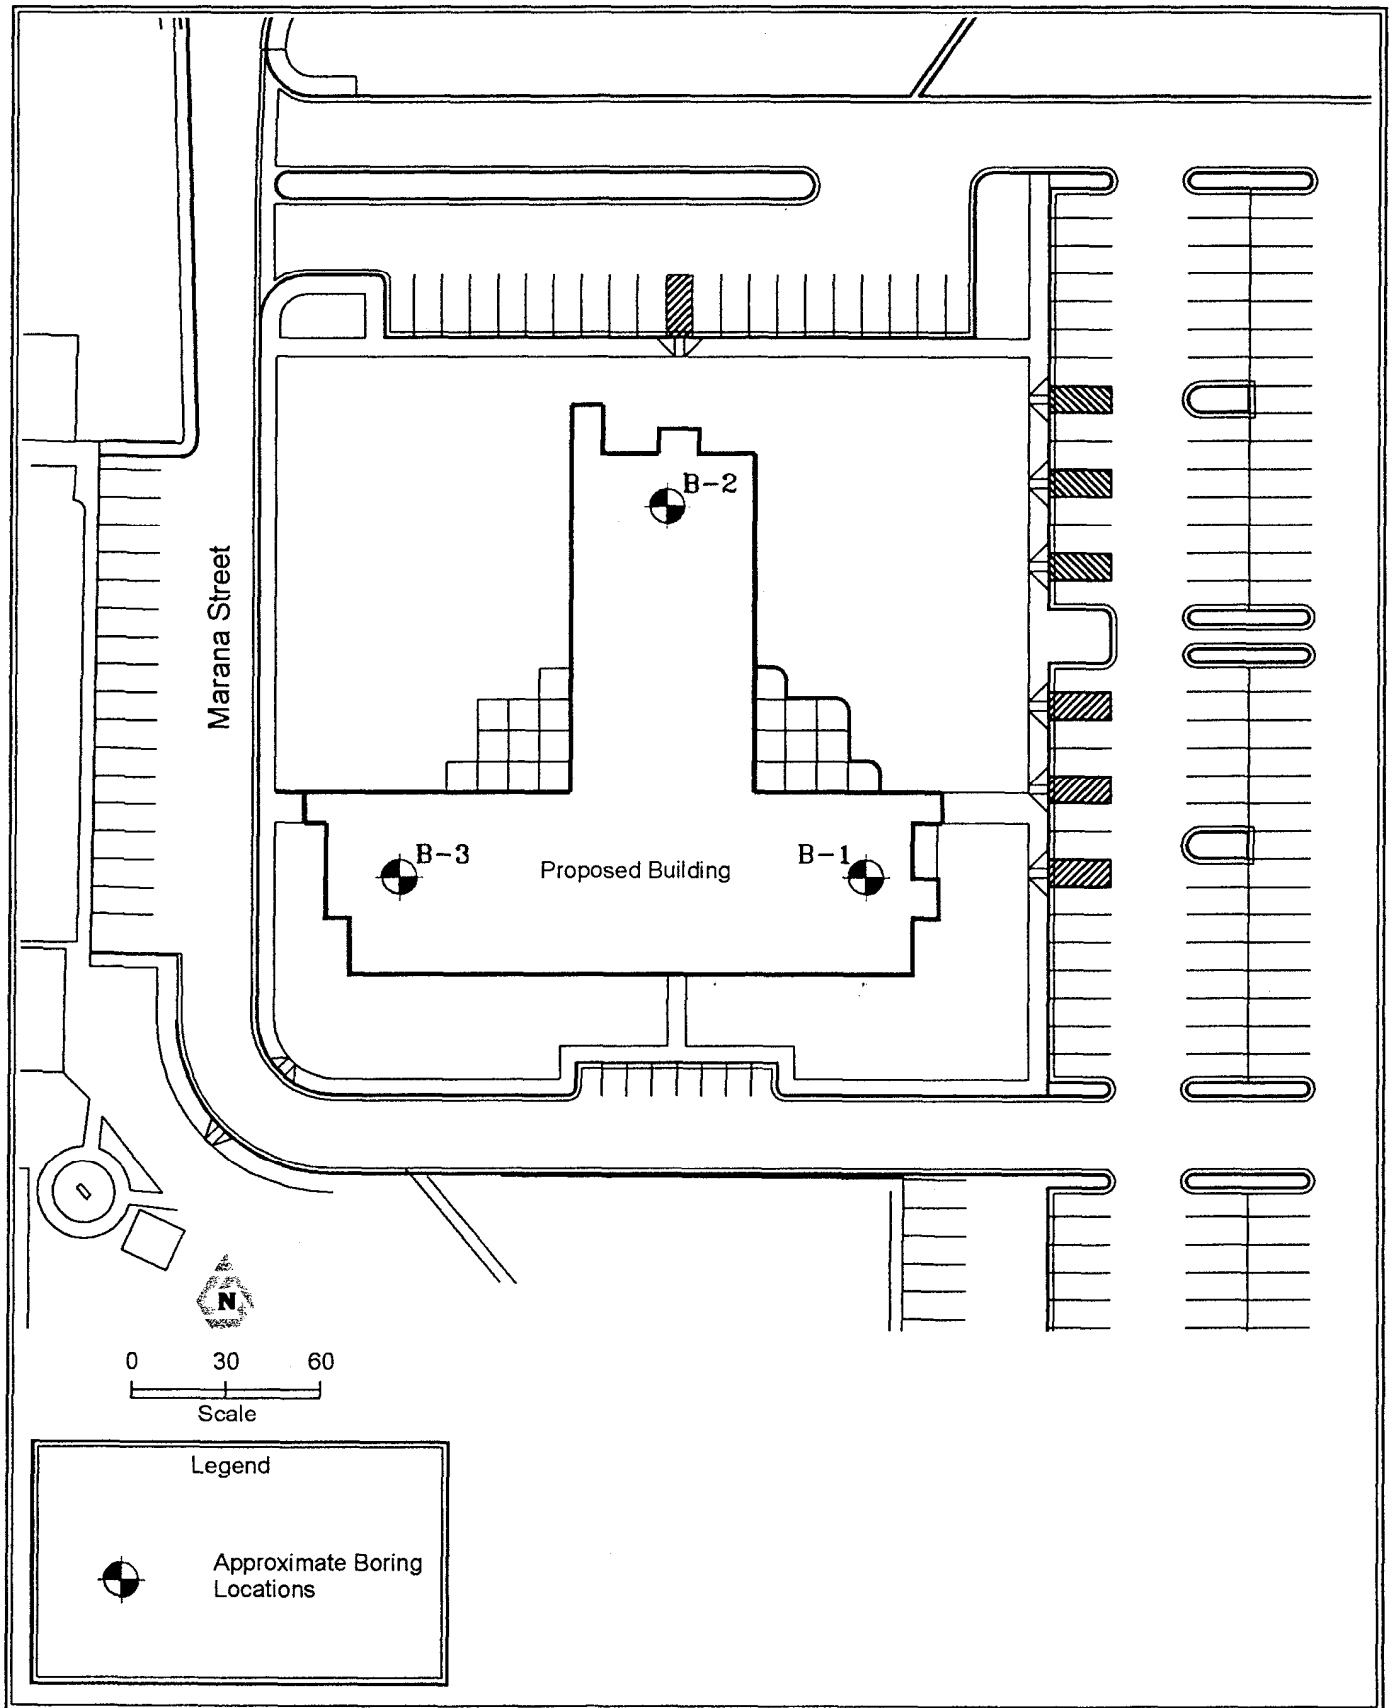 B-2
Marana Street
B-3
Proposed Building
B-1
N
0 30 60
Scale
Legend
Approximate Boring
Locations